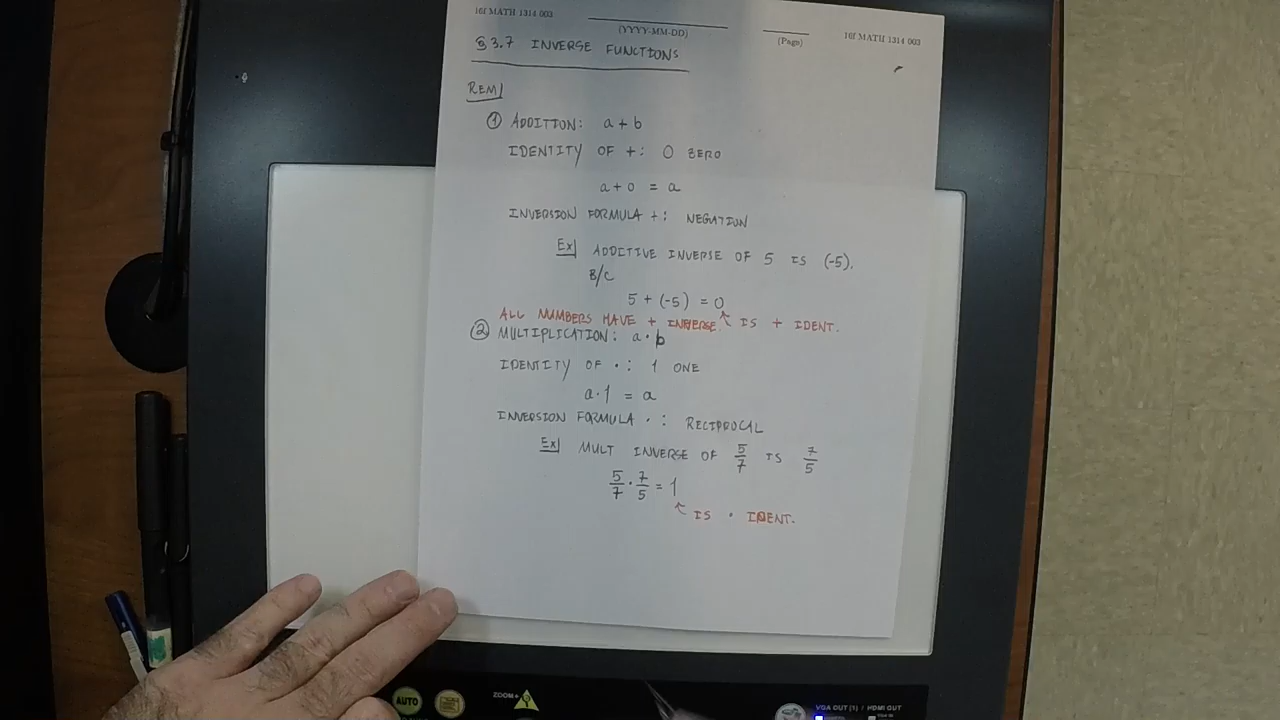 16f MATH 1314 003
(YYYY-MM-DD)
(Page)
16f MATH 1314 003
§ 3.7 INVERSE FUNCTIONS
REM
① ADDITION: a + b
IDENTITY OF +: 0 ZERO
a + 0 = a
INVERSION FORMULA +: NEGATION
Ex ADDITIVE INVERSE OF 5 IS (-5).
B/C
5 + (-5) = 0
ALL NUMBERS HAVE + INVERSE. ↖ IS + IDENT.
② MULTIPLICATION: a · b
IDENTITY OF ·: 1 ONE
a · 1 = a
INVERSION FORMULA ·: RECIPROCAL
Ex MULT INVERSE OF 5/7 IS 7/5
5/7 · 7/5 = 1
↖ IS · IDENT.
AUTO
ZOOM+
VGA OUT (1) / HDMI OUT